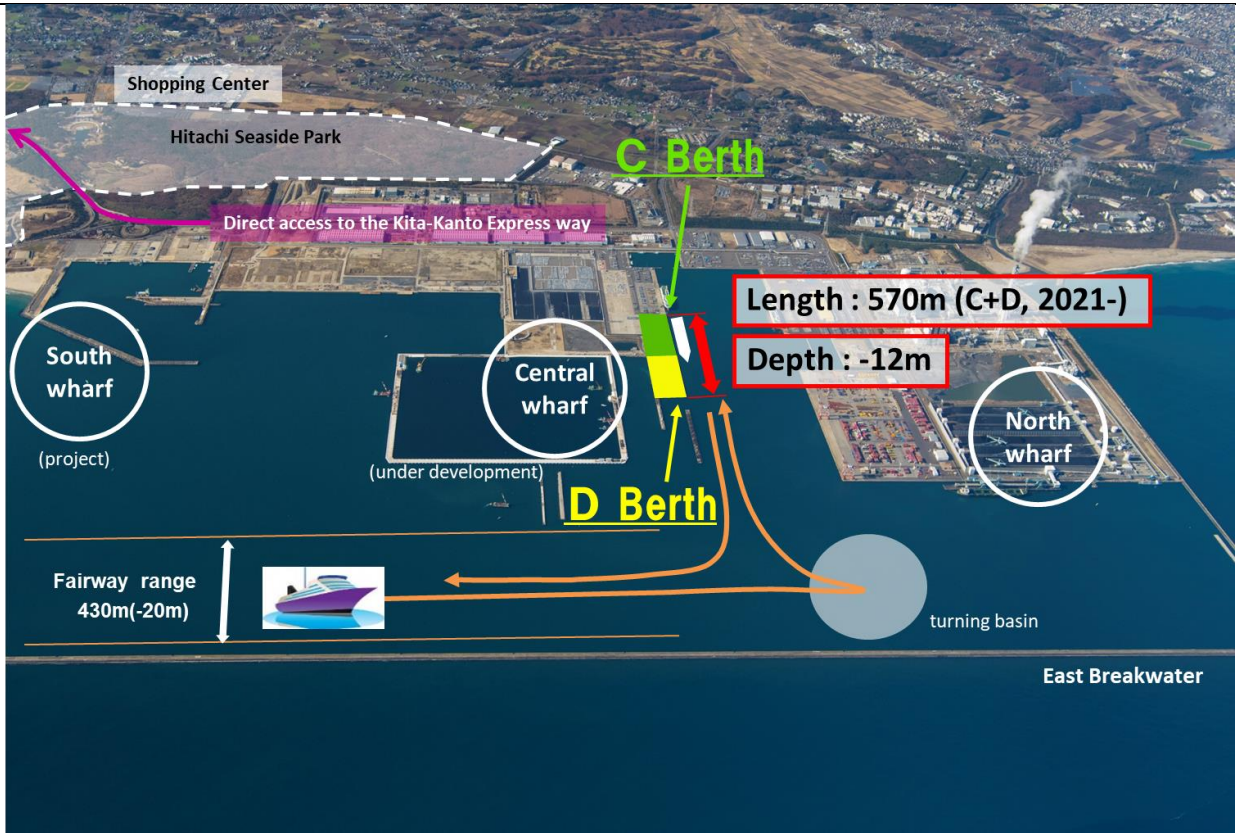 Shopping Center
Hitachi Seaside Park
C Berth
Direct access to the Kita-Kanto Express way
Length : 570m (C+D, 2021-)
Depth : -12m
South
wharf
(project)
Central
wharf
(under development)
North
wharf
D Berth
Fairway range
430m(-20m)
turning basin
East Breakwater